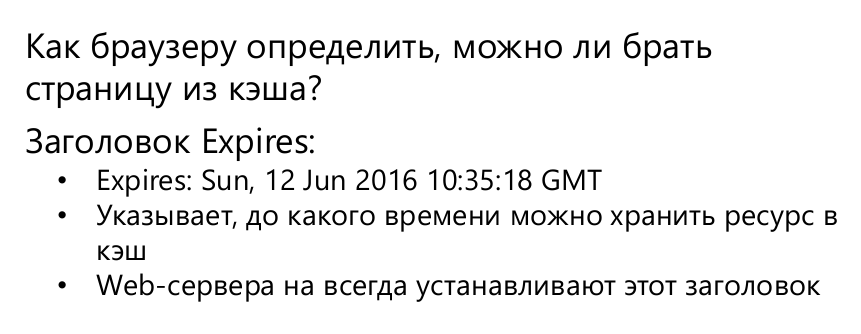 Как браузеру определить, можно ли брать
страницу из кэша?
Заголовок Expires:
• Expires: Sun, 12 Jun 2016 10:35:18 GMT
• Указывает, до какого времени можно хранить ресурс в
кэш
• Web-сервера на всегда устанавливают этот заголовок